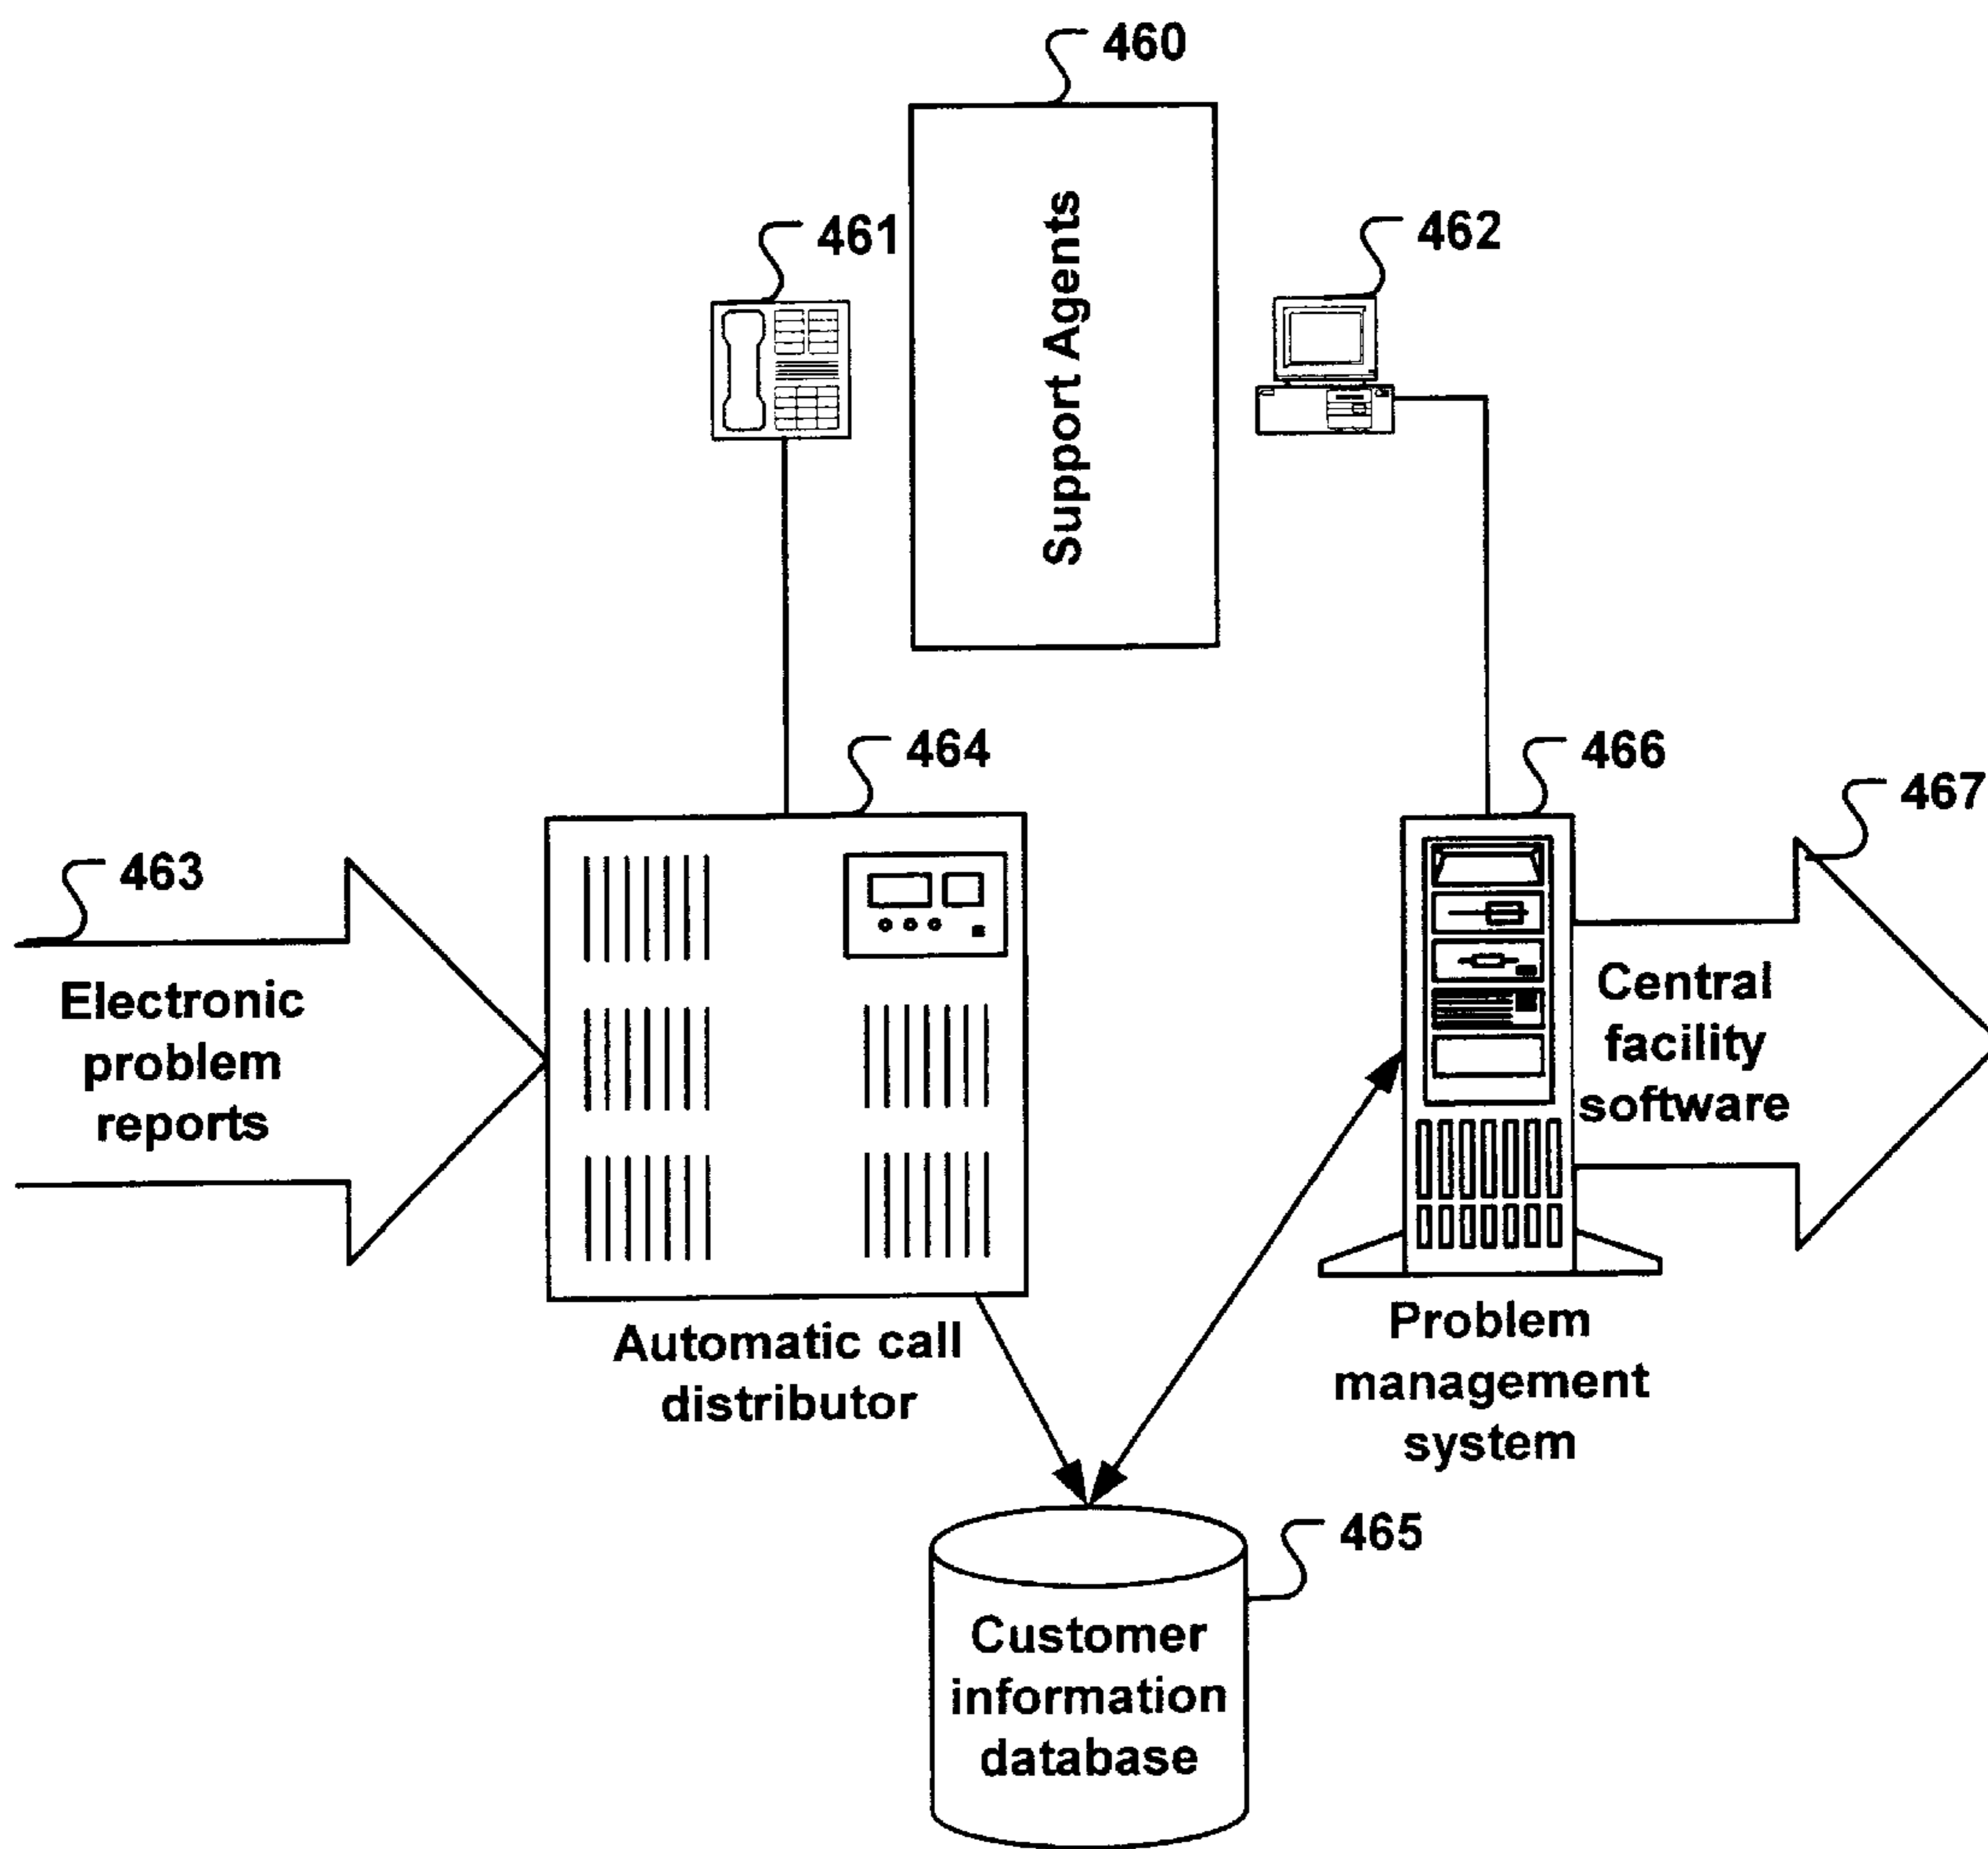 460
Support Agents
461
462
464
466
467
463
Electronic
problem
reports
Central
facility
software
Automatic call
distributor
Problem
management
system
465
Customer
information
database